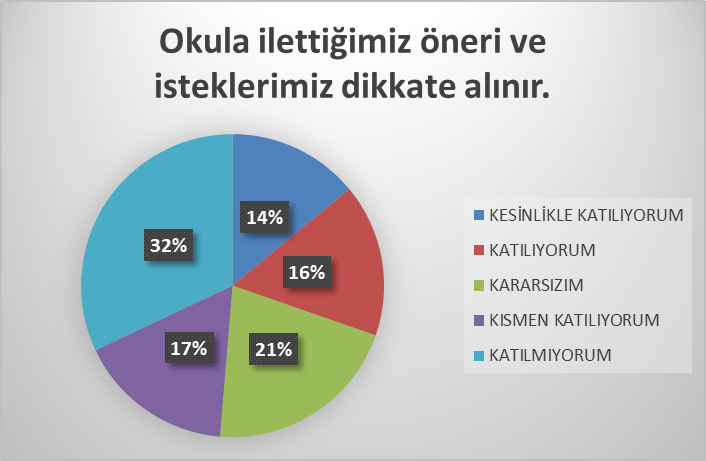 Okula ilettiğimiz öneri ve
isteklerimiz dikkate alınır.
14%
16%
21%
17%
32%
KESİNLİKLE KATILIYORUM
KATILIYORUM
KARARSIZIM
KISMEN KATILIYORUM
KATILMIYORUM